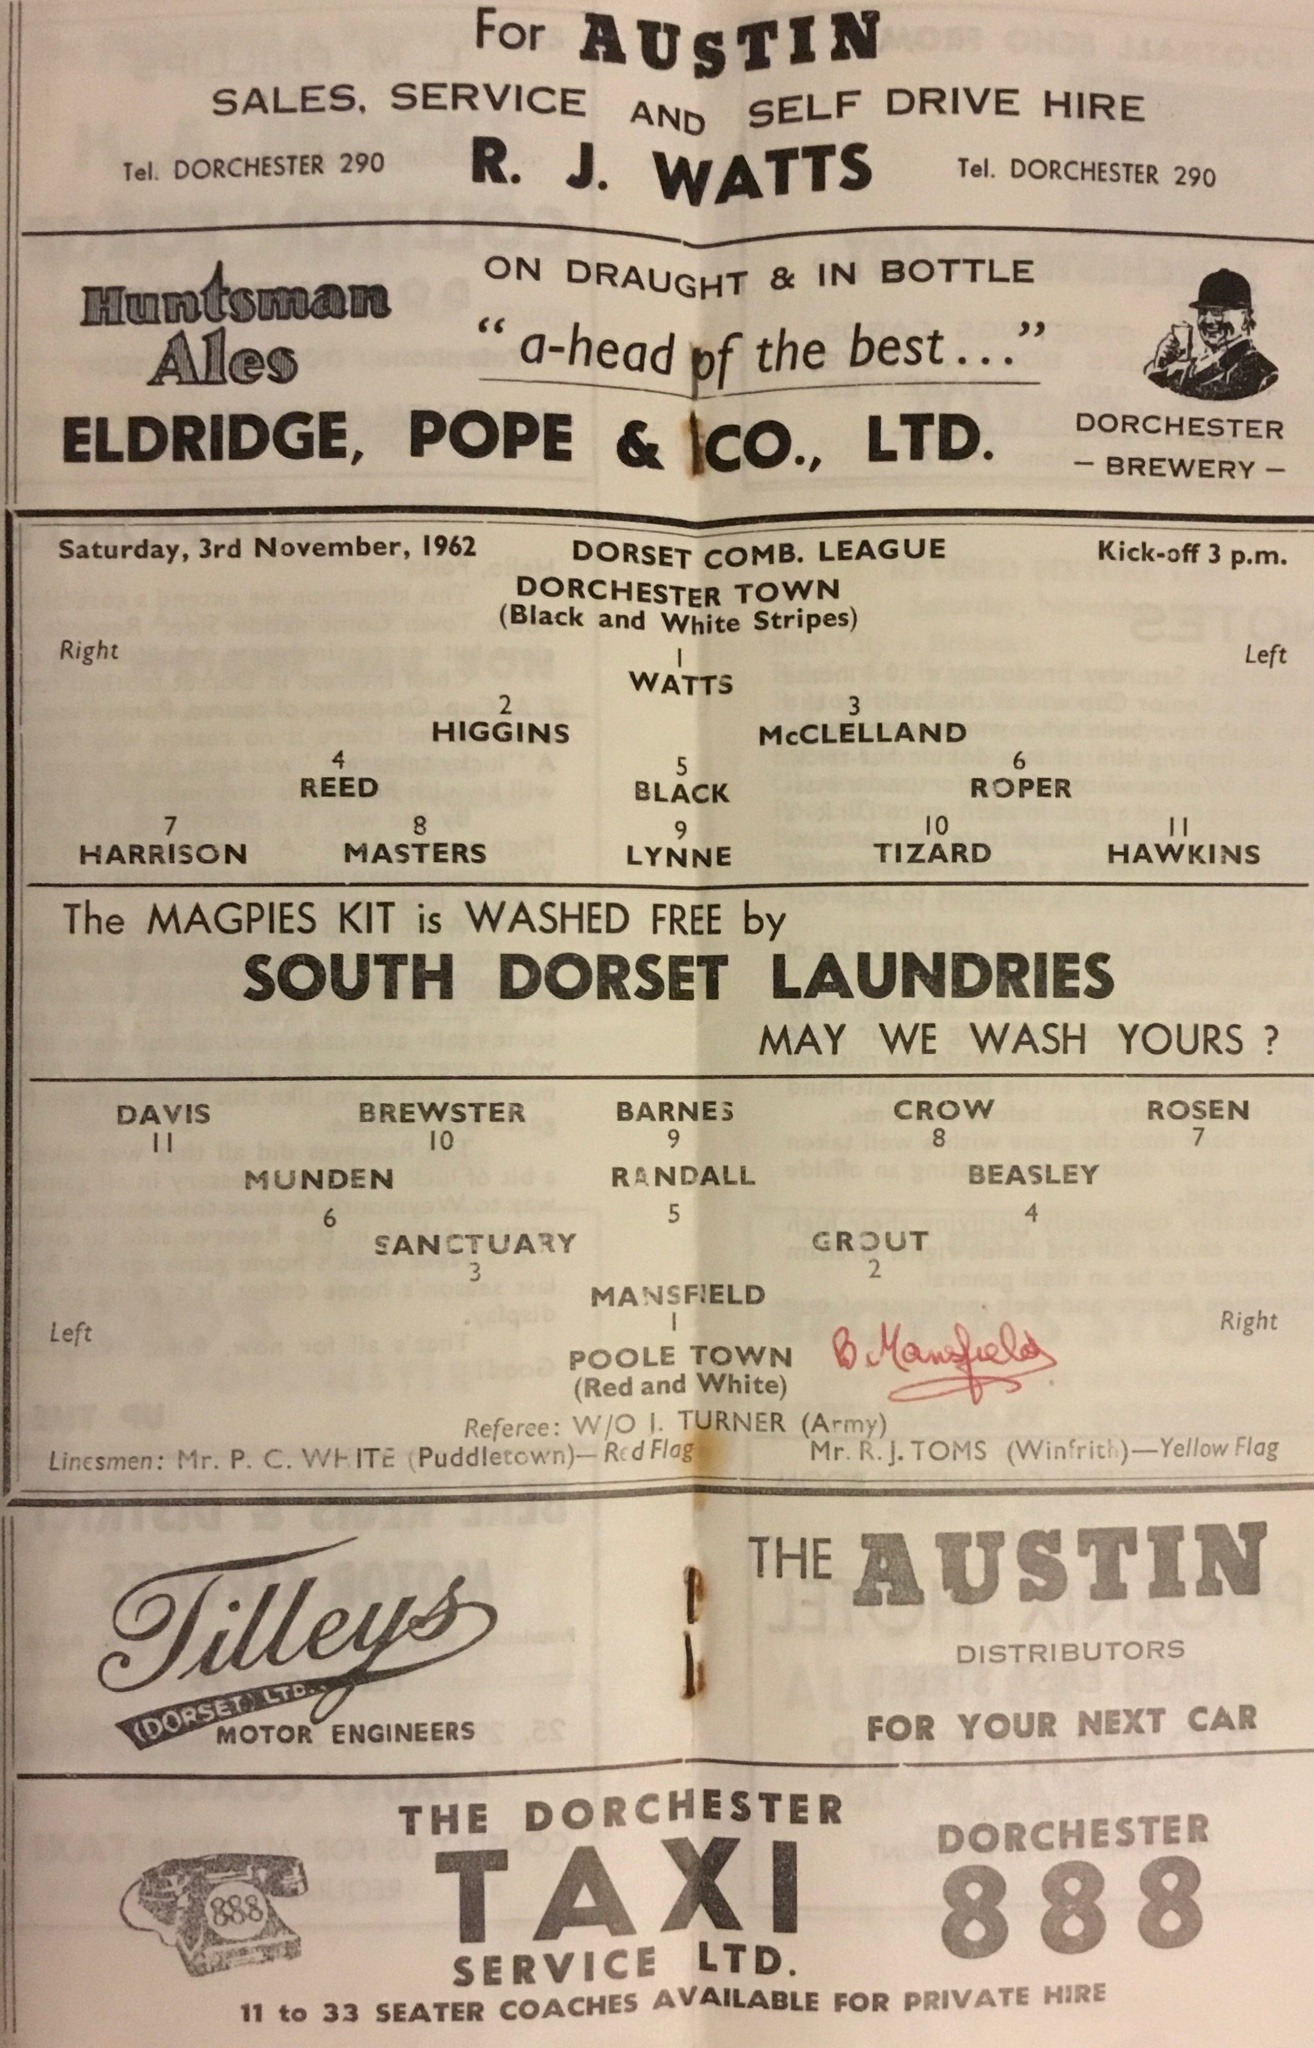 For AUSTIN
SALES, SERVICE AND SELF DRIVE HIRE
Tel. DORCHESTER 290 R. J. WATTS Tel. DORCHESTER 290
Huntsman Ales
ON DRAUGHT & IN BOTTLE
"a-head of the best..."
ELDRIDGE, POPE & CO., LTD.
DORCHESTER
— BREWERY —
Saturday, 3rd November, 1962 DORSET COMB. LEAGUE Kick-off 3 p.m.
DORCHESTER TOWN
(Black and White Stripes)
Right Left
1
WATTS
2 3
HIGGINS McCLELLAND
4 5 6
REED BLACK ROPER
7 8 9 10 11
HARRISON MASTERS LYNNE TIZARD HAWKINS
The MAGPIES KIT is WASHED FREE by
SOUTH DORSET LAUNDRIES
MAY WE WASH YOURS ?
DAVIS BREWSTER BARNES CROW ROSEN
11 10 9 8 7
MUNDEN RANDALL BEASLEY
6 5 4
SANCTUARY GROUT
3 2
MANSFIELD
1
Left Right
POOLE TOWN
(Red and White)
B. Mansfield
Referee: W/O J. TURNER (Army)
Linesmen: Mr. P. C. WHITE (Puddletown)—Red Flag Mr. R. J. TOMS (Winfrith)—Yellow Flag
Tilleys
(DORSET) LTD.
MOTOR ENGINEERS
THE AUSTIN
DISTRIBUTORS
FOR YOUR NEXT CAR
888
THE DORCHESTER
TAXI
SERVICE LTD.
DORCHESTER
888
11 to 33 SEATER COACHES AVAILABLE FOR PRIVATE HIRE